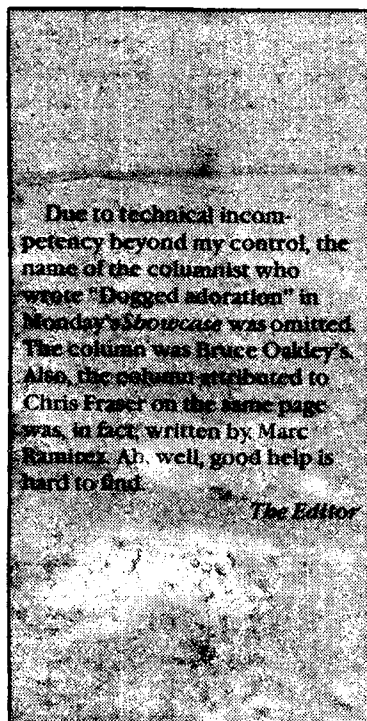 Due to technical incom-
petency beyond my control, the
name of the columnist who
wrote "Dogged adoration" in
Monday's Showcase was omitted.
The column was Bruce Oakley's.
Also, the column attributed to
Chris Fraser on the same page
was, in fact, written by Marc
Ramirez. Ah, well, good help is
hard to find.
The Editor